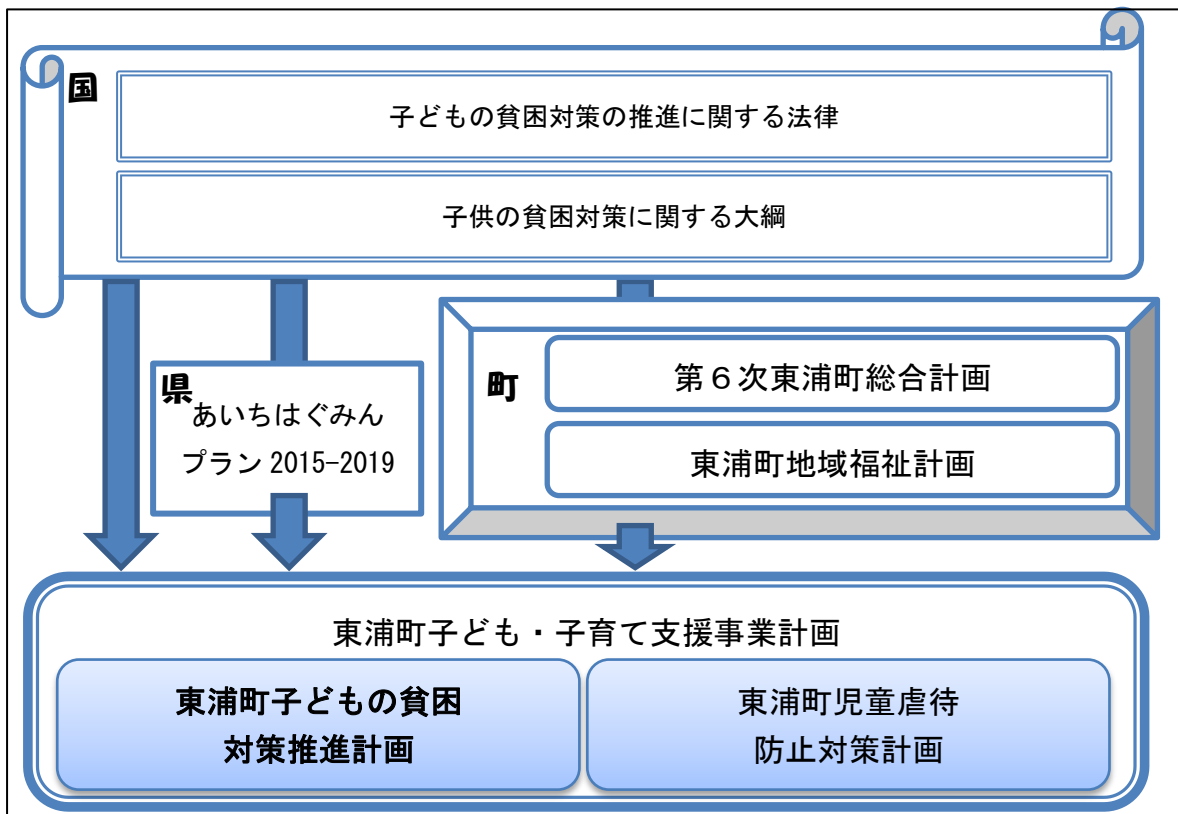 国
子どもの貧困対策の推進に関する法律
子供の貧困対策に関する大綱
県
あいちはぐみん
プラン 2015-2019
町
第６次東浦町総合計画
東浦町地域福祉計画
東浦町子ども・子育て支援事業計画
東浦町子どもの貧困
対策推進計画
東浦町児童虐待
防止対策計画